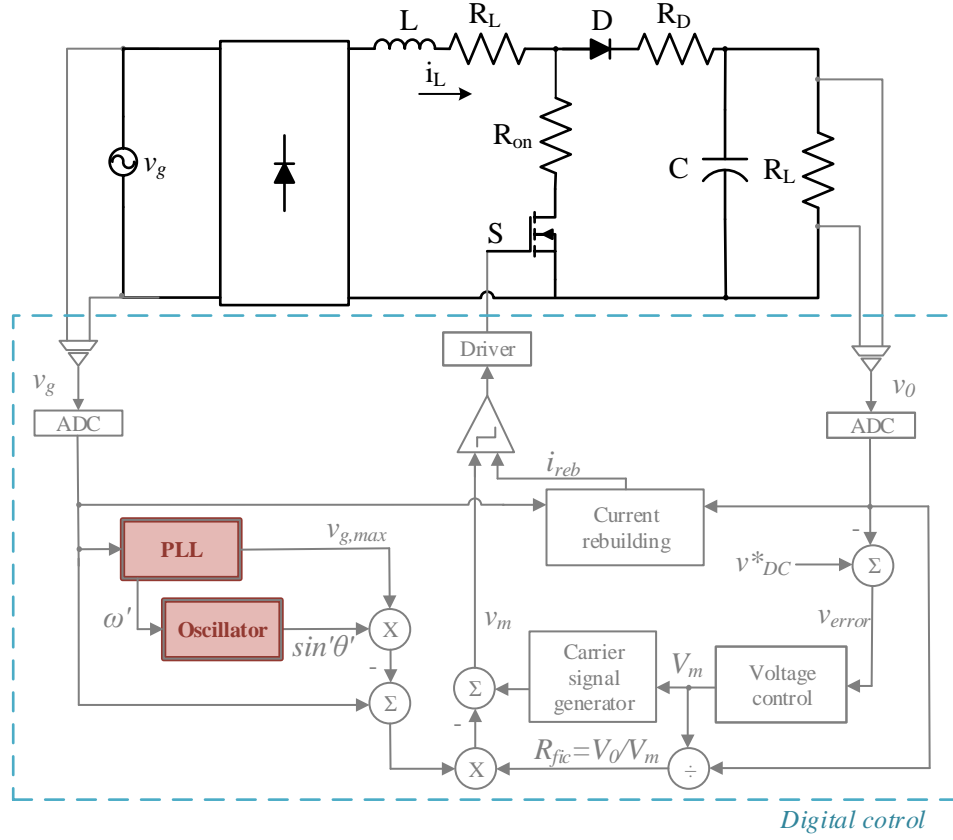 L
R_L
D
R_D
i_L
R_on
v_g
C
R_L
S
Driver
v_g
v_0
ADC
ADC
i_reb
Current
rebuilding
-
PLL
v_g,max
v*_DC
Σ
ω'
Oscillator
sin'θ'
X
v_m
v_error
-
Carrier
signal
generator
V_m
Voltage
control
Σ
Σ
-
R_fic=V_0/V_m
X
÷
Digital cotrol